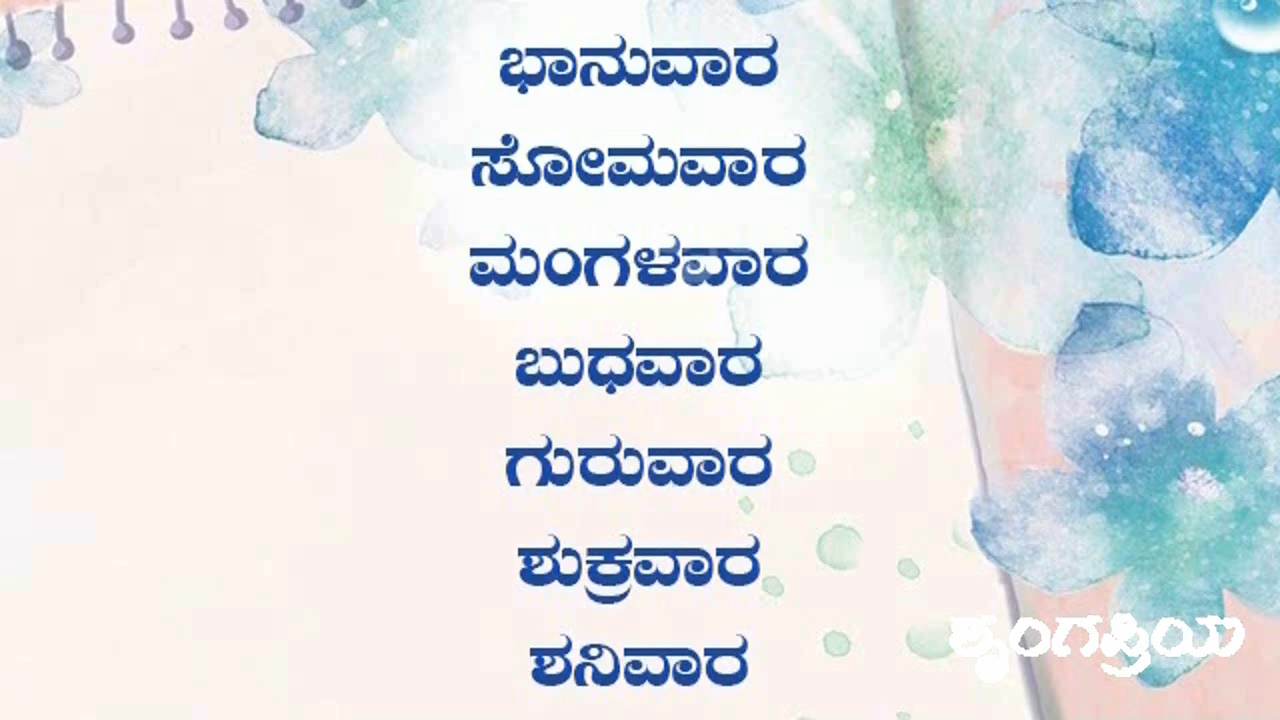 ಭಾನುವಾರ
ಸೋಮವಾರ
ಮಂಗಳವಾರ
ಬುಧವಾರ
ಗುರುವಾರ
ಶುಕ್ರವಾರ
ಶನಿವಾರ